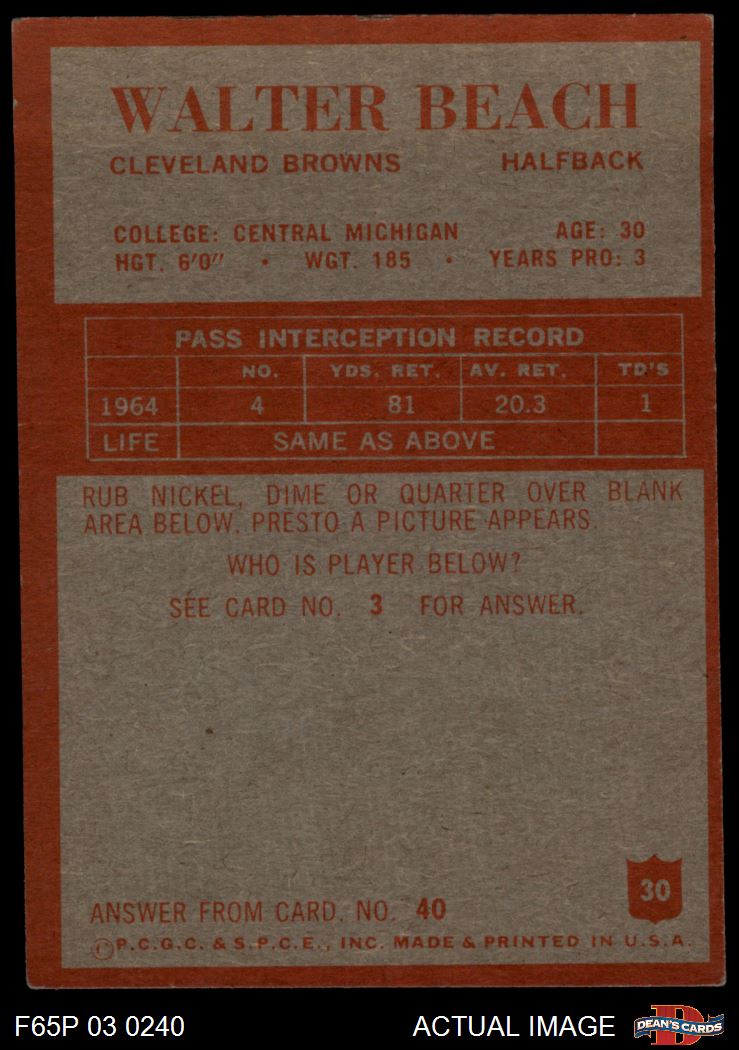 WALTER BEACH
CLEVELAND BROWNS HALFBACK
COLLEGE: CENTRAL MICHIGAN AGE: 30
HGT. 6'0" • WGT. 185 • YEARS PRO: 3
PASS INTERCEPTION RECORD
NO. YDS. RET. AV. RET. TD'S
1964 4 81 20.3 1
LIFE SAME AS ABOVE
RUB NICKEL, DIME OR QUARTER OVER BLANK
AREA BELOW. PRESTO A PICTURE APPEARS.
WHO IS PLAYER BELOW?
SEE CARD NO. 3 FOR ANSWER.
30
ANSWER FROM CARD. NO. 40
©P.C.G.C. & S.P.C.E., INC. MADE & PRINTED IN U.S.A.
F65P 03 0240 ACTUAL IMAGE DEAN'S CARDS